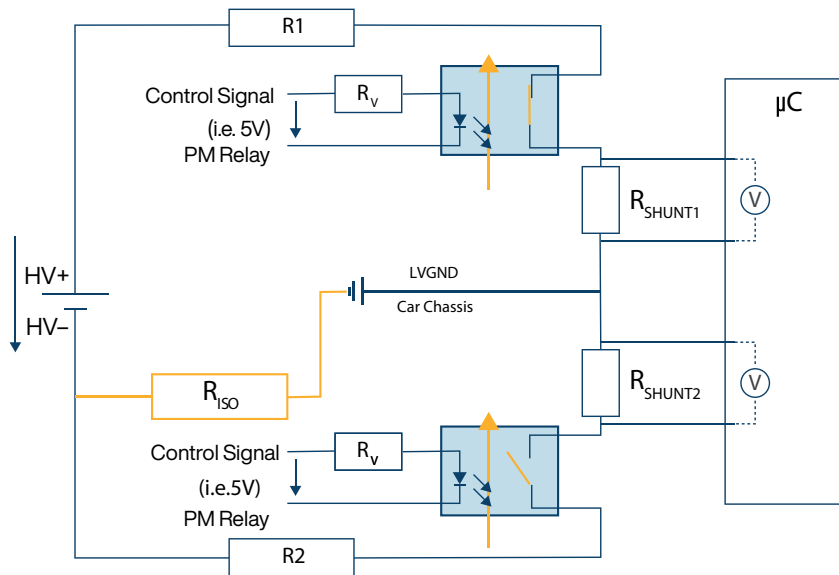 R1
Control Signal
(i.e. 5V)
PM Relay
RV
μC
RSHUNT1
V
HV+
HV–
LVGND
Car Chassis
RISO
RSHUNT2
V
Control Signal
(i.e.5V)
PM Relay
Rv
R2